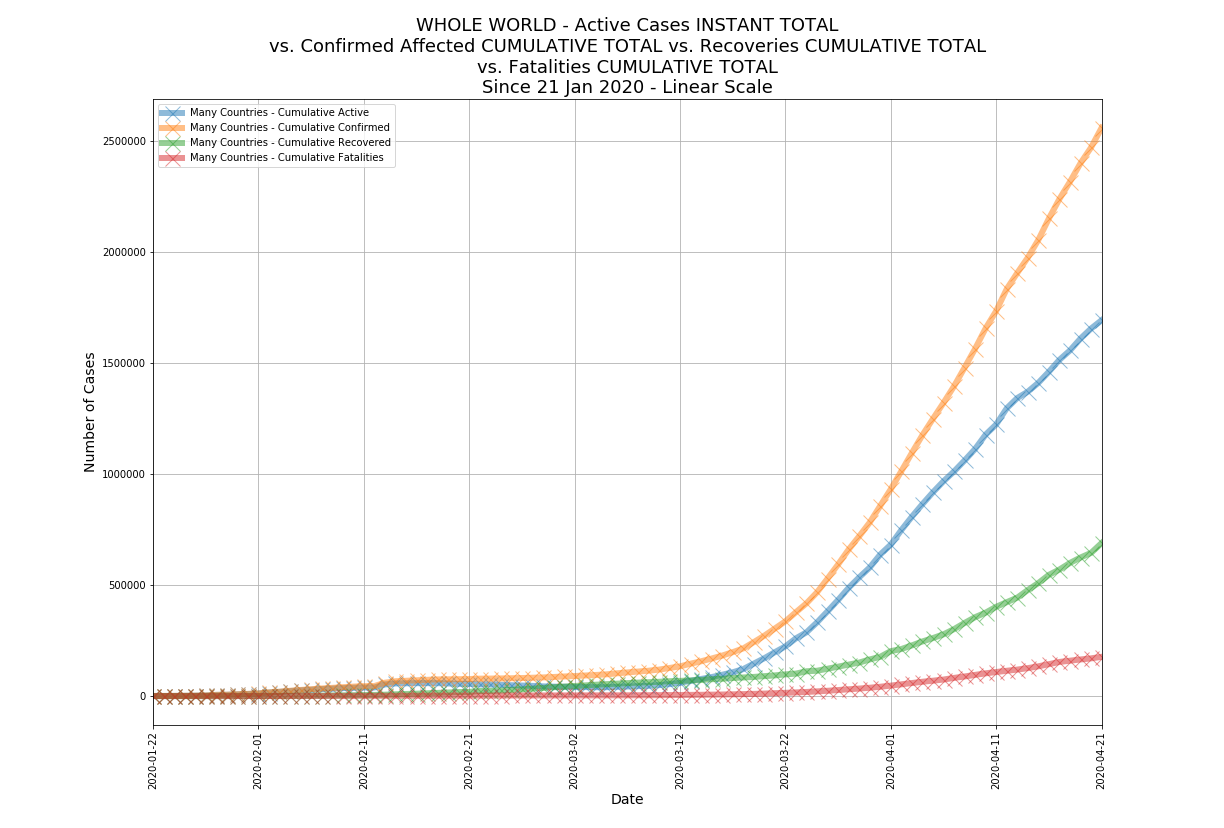 WHOLE WORLD - Active Cases INSTANT TOTAL
vs. Confirmed Affected CUMULATIVE TOTAL vs. Recoveries CUMULATIVE TOTAL
vs. Fatalities CUMULATIVE TOTAL
Since 21 Jan 2020 - Linear Scale
Many Countries - Cumulative Active
Many Countries - Cumulative Confirmed
Many Countries - Cumulative Recovered
Many Countries - Cumulative Fatalities
Number of Cases
2500000
2000000
1500000
1000000
500000
0
2020-01-22
2020-02-01
2020-02-11
2020-02-21
2020-03-02
2020-03-12
2020-03-22
2020-04-01
2020-04-11
2020-04-21
Date